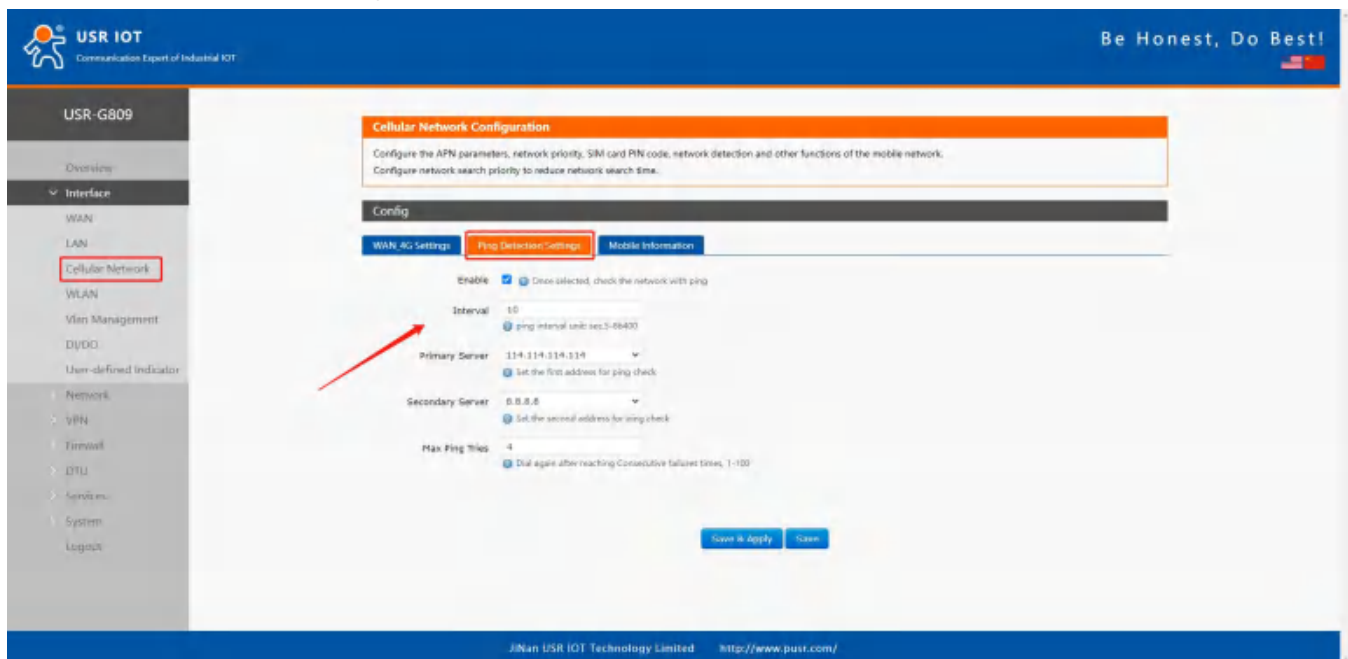 USR IOT
Communication Expert of Industrial IOT
Be Honest, Do Best!
USR-G809
Overview
Interface
WAN
LAN
Cellular Network
WLAN
Vlan Management
DI/DO
User-defined Indicator
Network
VPN
Firewall
DTU
Services
System
Logout
Cellular Network Configuration
Configure the APN parameters, network priority, SIM card PIN code, network detection and other functions of the mobile network.
Configure network search priority to reduce network search time.
Config
WAN_4G Settings
Ping Detection Settings
Mobile Information
Enable
Once selected, check the network with ping
Interval
10
ping interval unit: sec,5-86400
Primary Server
114.114.114.114
Set the first address for ping check
Secondary Server
8.8.8.8
Set the second address for ping check
Max Ping Tries
4
Dial again after reaching Consecutive failures times, 1-100
Save & Apply
Save
JiNan USR IOT Technology Limited
http://www.pusr.com/